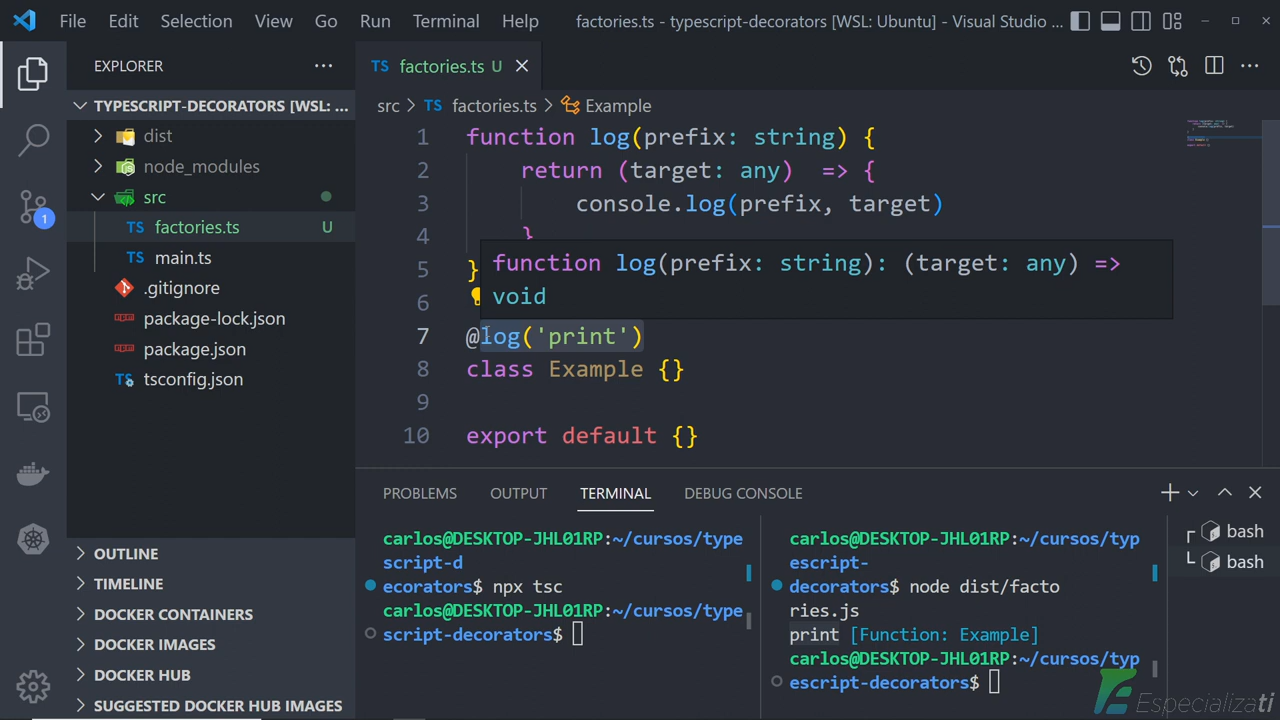 File Edit Selection View Go Run Terminal Help factories.ts - typescript-decorators [WSL: Ubuntu] - Visual Studio ...
EXPLORER
TYPESCRIPT-DECORATORS [WSL: ...
dist
node_modules
src
TS factories.ts U
TS main.ts
.gitignore
package-lock.json
package.json
TS tsconfig.json
OUTLINE
TIMELINE
DOCKER CONTAINERS
DOCKER IMAGES
DOCKER HUB
SUGGESTED DOCKER HUB IMAGES
1
TS factories.ts U
src > TS factories.ts > Example
1 function log(prefix: string) {
2 return (target: any) => {
3 console.log(prefix, target)
4 }
5 }
function log(prefix: string): (target: any) =>
void
6
7 @log('print')
8 class Example {}
9
10 export default {}
PROBLEMS OUTPUT TERMINAL DEBUG CONSOLE
carlos@DESKTOP-JHL01RP:~/cursos/type
script-d
ecorators$ npx tsc
carlos@DESKTOP-JHL01RP:~/cursos/type
script-decorators$
carlos@DESKTOP-JHL01RP:~/cursos/typ
escript-
decorators$ node dist/facto
ries.js
print [Function: Example]
carlos@DESKTOP-JHL01RP:~/cursos/typ
escript-decorators$
bash
bash
Especializati